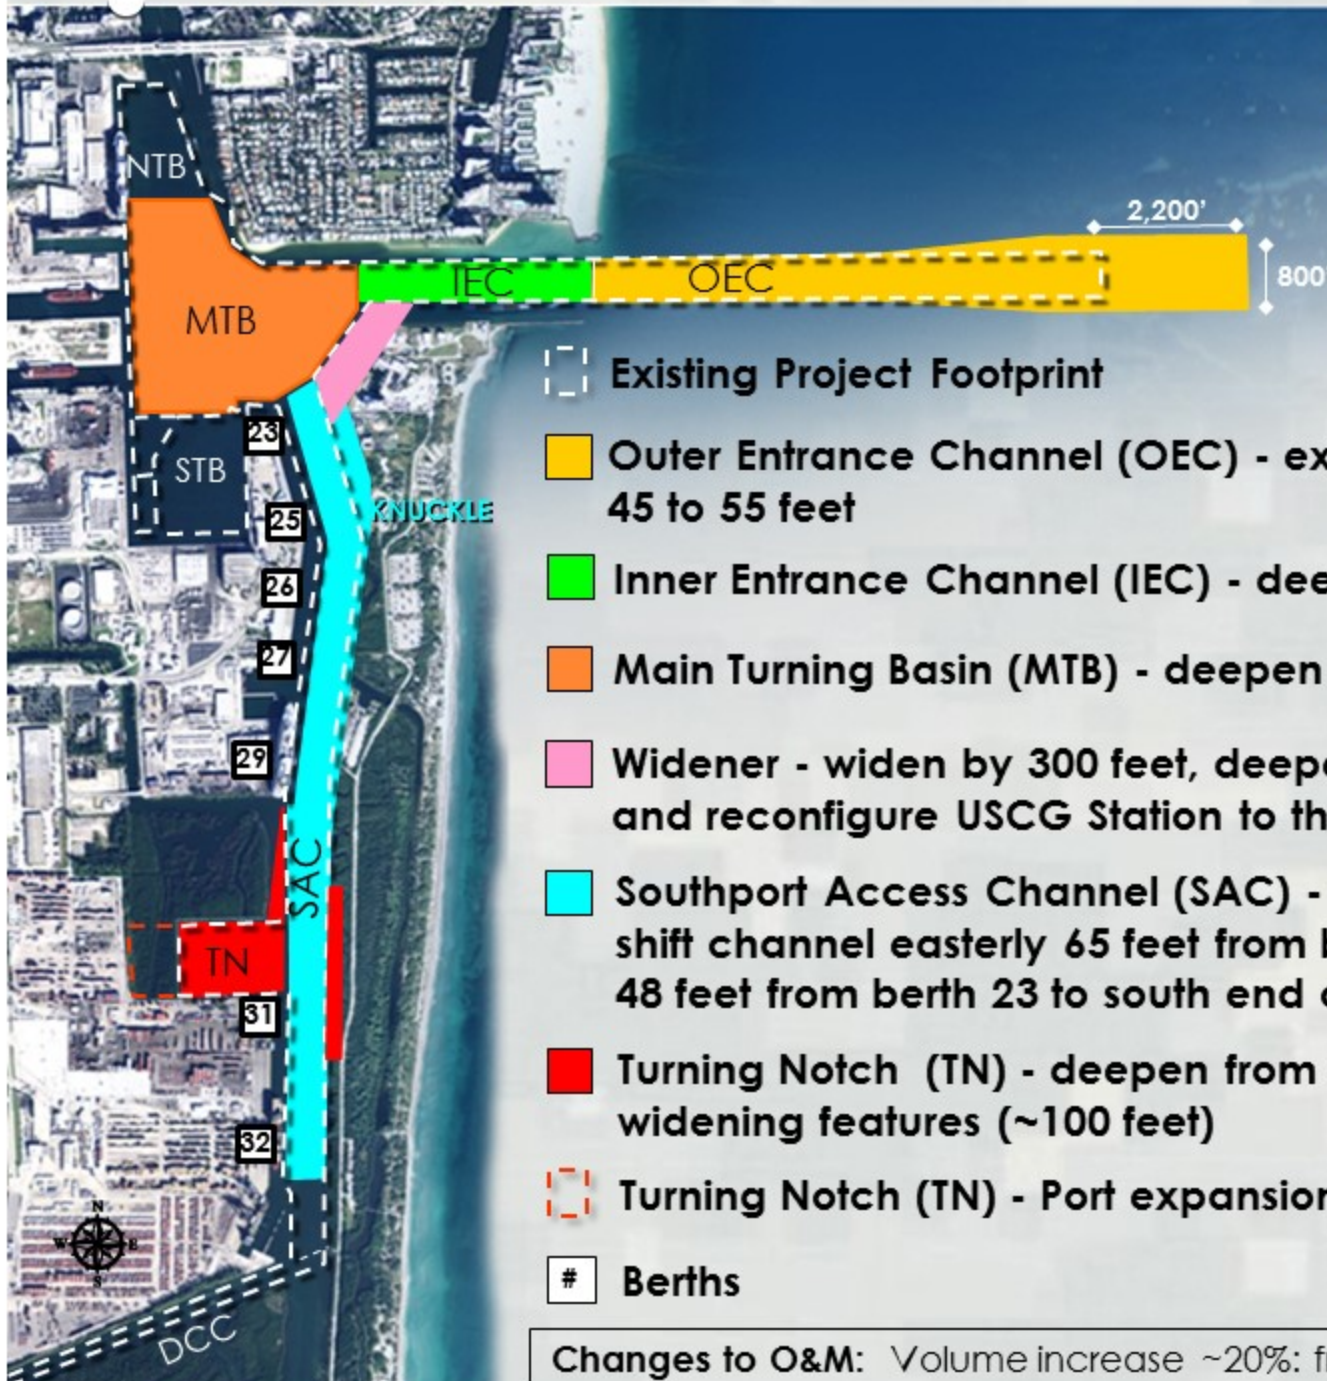 NTB
MTB
IEC
OEC
2,200'
800
STB
23
25
KNUCKLE
26
27
29
SAC
TN
31
32
N
W E
S
DCC
Existing Project Footprint
Outer Entrance Channel (OEC) - ex
45 to 55 feet
Inner Entrance Channel (IEC) - dee
Main Turning Basin (MTB) - deepen
Widener - widen by 300 feet, deep
and reconfigure USCG Station to th
Southport Access Channel (SAC) -
shift channel easterly 65 feet from
48 feet from berth 23 to south end
Turning Notch (TN) - deepen from
widening features (~100 feet)
Turning Notch (TN) - Port expansion
# Berths
Changes to O&M: Volume increase ~20%: f